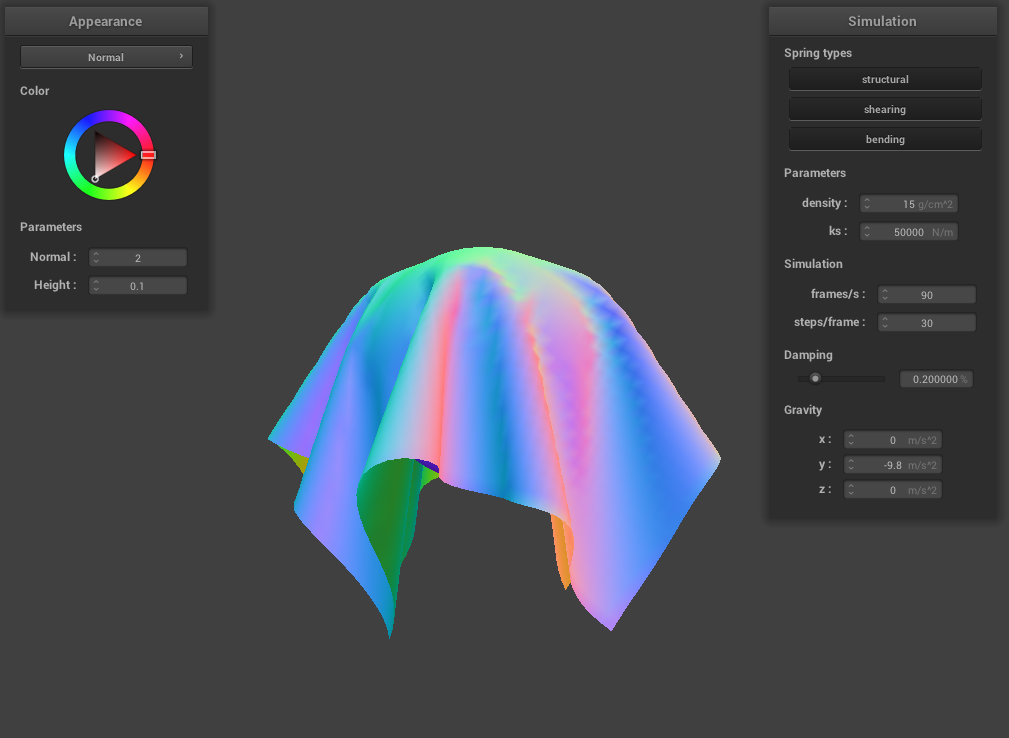 Appearance
Normal
Color
Parameters
Normal : 2
Height : 0.1
Simulation
Spring types
structural
shearing
bending
Parameters
density : 15 g/cm^2
ks : 50000 N/m
Simulation
frames/s : 90
steps/frame : 30
Damping
0.200000 %
Gravity
x : 0 m/s^2
y : -9.8 m/s^2
z : 0 m/s^2